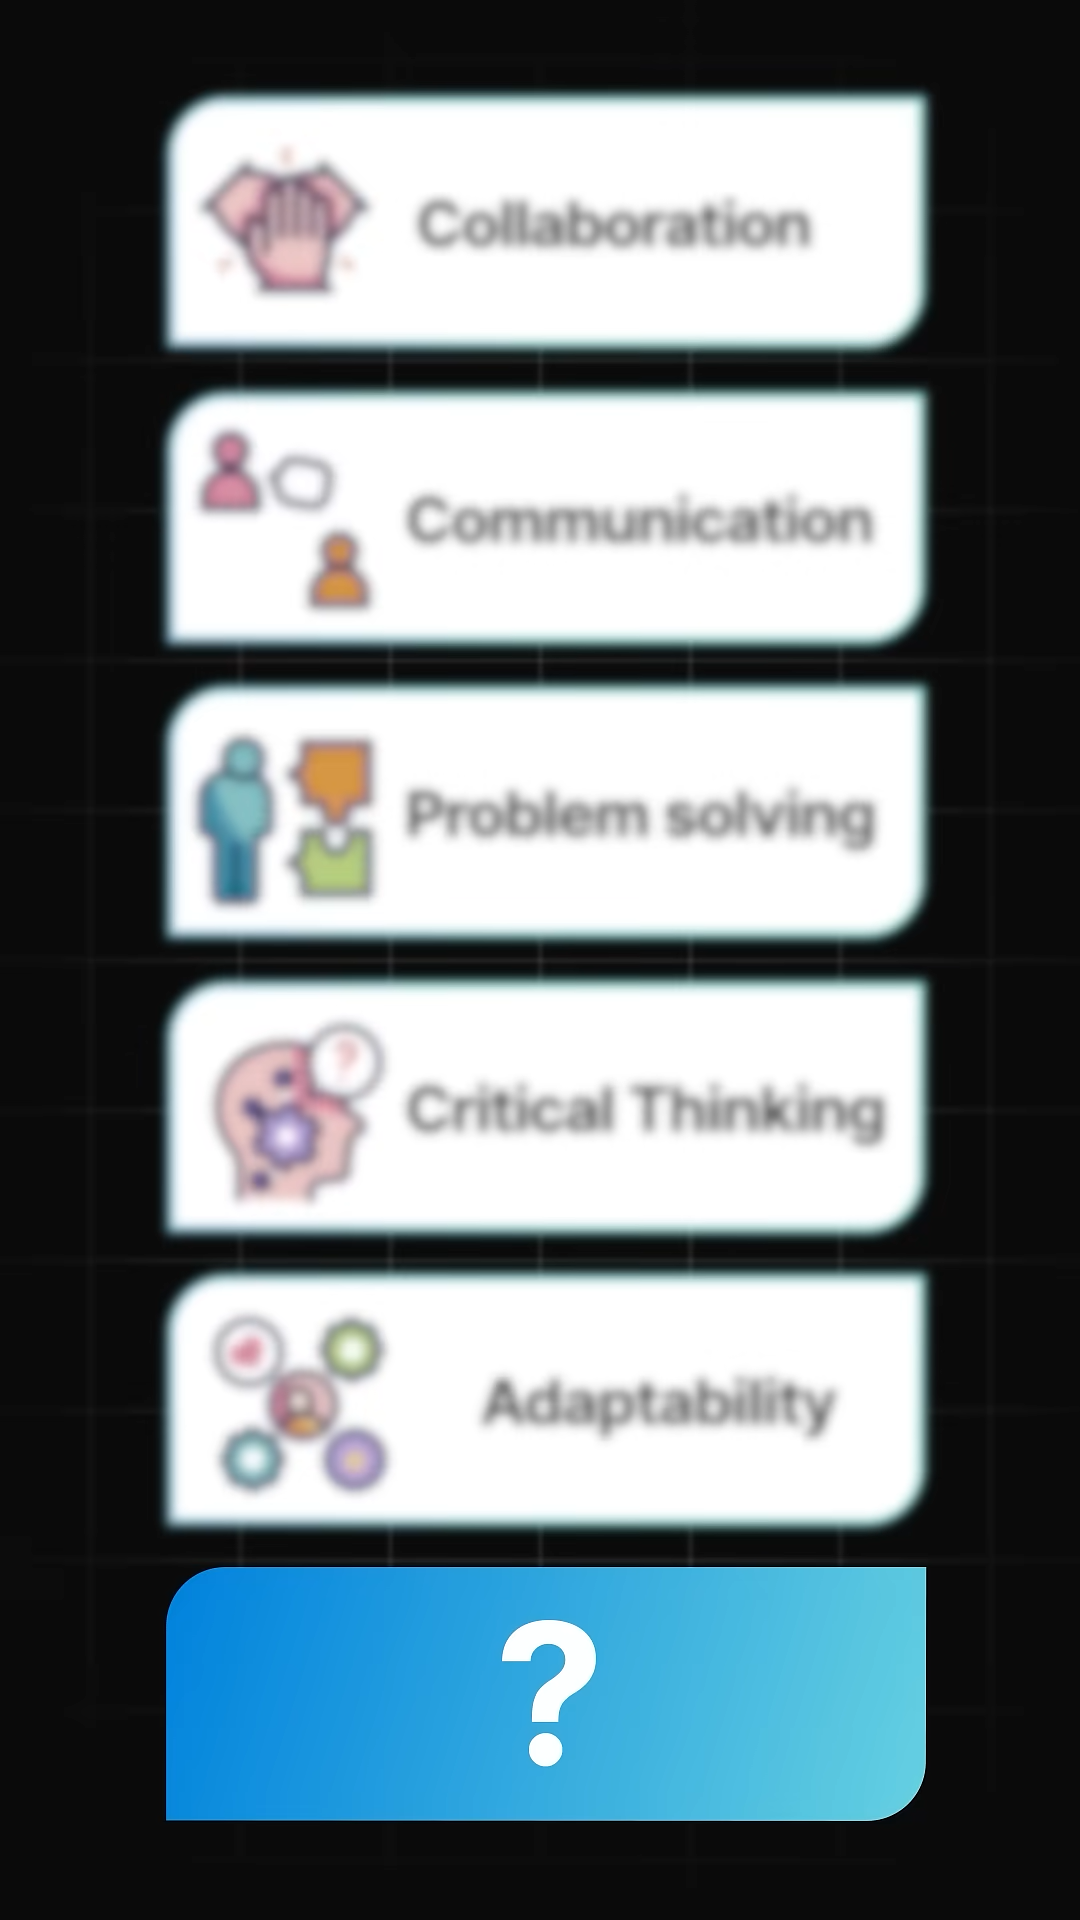 Collaboration
Communication
Problem solving
?
Critical Thinking
Adaptability
?